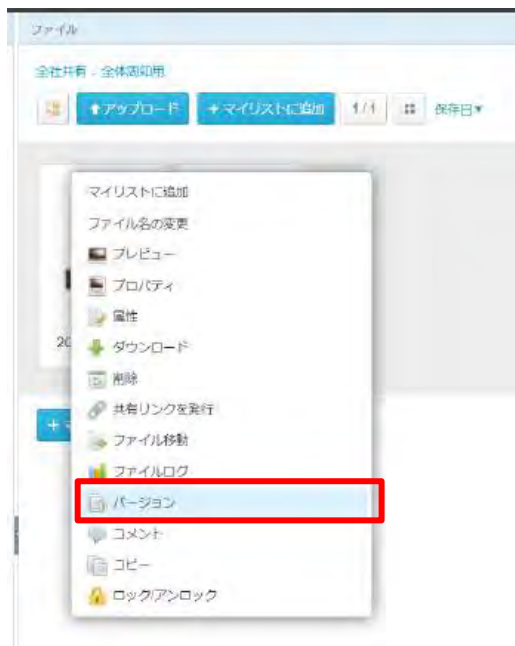 ファイル
全社共有 : 全体周知用
アップロード +マイリストに追加 1/1 保存日▼
マイリストに追加
ファイル名の変更
プレビュー
プロパティ
属性
20
ダウンロード
削除
共有リンクを発行
ファイル移動
ファイルログ
バージョン
コメント
コピー
ロック/アンロック